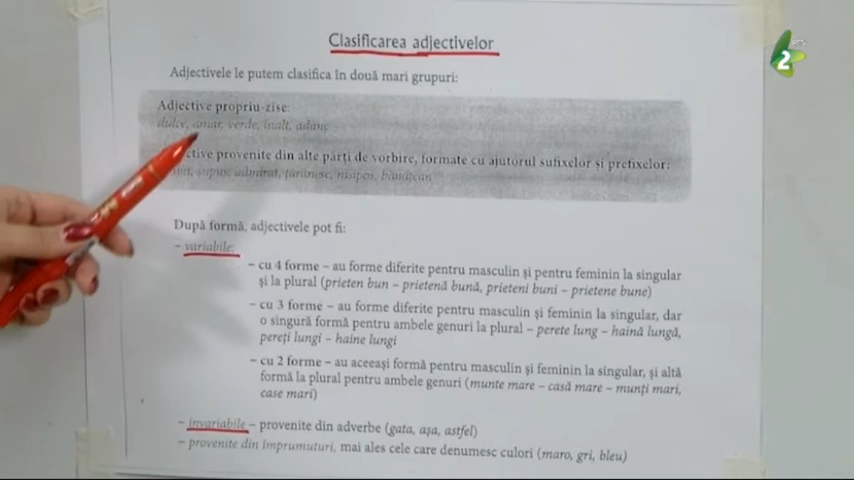 Clasificarea adjectivelor
Adjectivele le putem clasifica în două mari grupuri:
Adjective propriu-zise:
dulce, amar, verde, înalt, adânc
ctive provenite din alte părți de vorbire, formate cu ajutorul sufixelor și prefixelor:
supus, admirat, țărănesc, nisipos, bănățean
După formă, adjectivele pot fi:
– variabile:
– cu 4 forme – au forme diferite pentru masculin și pentru feminin la singular
și la plural (prieten bun – prietenă bună, prieteni buni – prietene bune)
– cu 3 forme – au forme diferite pentru masculin și feminin la singular, dar
o singură formă pentru ambele genuri la plural – perete lung – haină lungă,
pereți lungi – haine lungi
– cu 2 forme – au aceeași formă pentru masculin și feminin la singular, și altă
formă la plural pentru ambele genuri (munte mare – casă mare – munți mari,
case mari)
– invariabile – provenite din adverbe (gata, așa, astfel)
– provenite din împrumuturi, mai ales cele care denumesc culori (maro, gri, bleu)
2